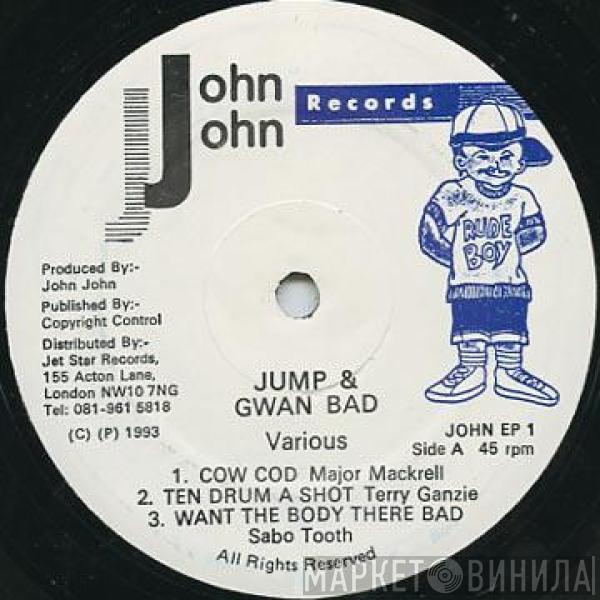 John
John
Records
RUDE
BOY
Produced By:-
John John
Published By:-
Copyright Control
Distributed By:-
Jet Star Records,
155 Acton Lane,
London NW10 7NG
Tel: 081-961 5818
(C) (P) 1993
JUMP &
GWAN BAD
Various
JOHN EP 1
Side A 45 rpm
1. COW COD Major Mackrell
2. TEN DRUM A SHOT Terry Ganzie
3. WANT THE BODY THERE BAD
Sabo Tooth
All Rights Reserved
МАРКЕТ ВИНИЛА